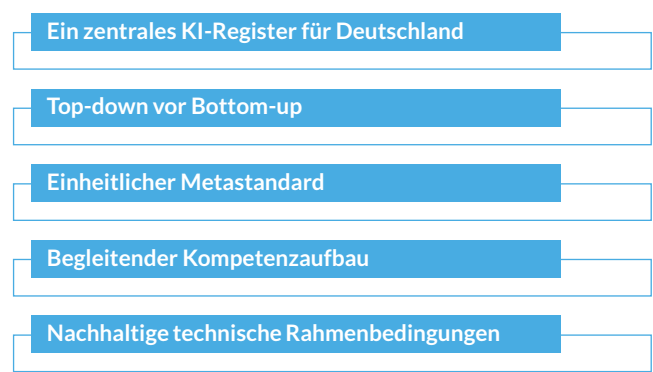 Ein zentrales KI-Register für Deutschland
Top-down vor Bottom-up
Einheitlicher Metastandard
Begleitender Kompetenzaufbau
Nachhaltige technische Rahmenbedingungen